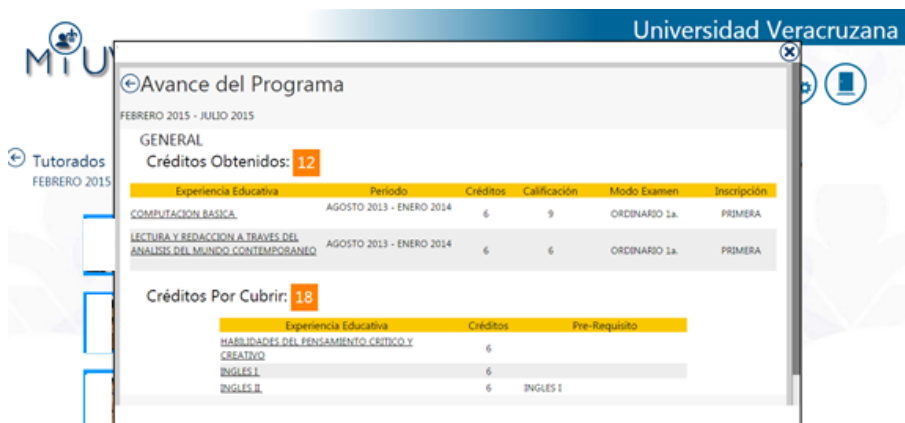 Universidad Veracruzana
MiU
Avance del Programa
FEBRERO 2015 - JULIO 2015
Tutorados
FEBRERO 2015
GENERAL
Créditos Obtenidos: 12
Experiencia Educativa Periodo Créditos Calificación Modo Examen Inscripción
COMPUTACION BASICA AGOSTO 2013 - ENERO 2014 6 9 ORDINARIO 1a. PRIMERA
LECTURA Y REDACCION A TRAVES DEL
ANALISIS DEL MUNDO CONTEMPORANEO AGOSTO 2013 - ENERO 2014 6 6 ORDINARIO 1a. PRIMERA
Créditos Por Cubrir: 18
Experiencia Educativa Créditos Pre-Requisito
HABILIDADES DEL PENSAMIENTO CRITICO Y
CREATIVO 6
INGLES I 6
INGLES II 6 INGLES I